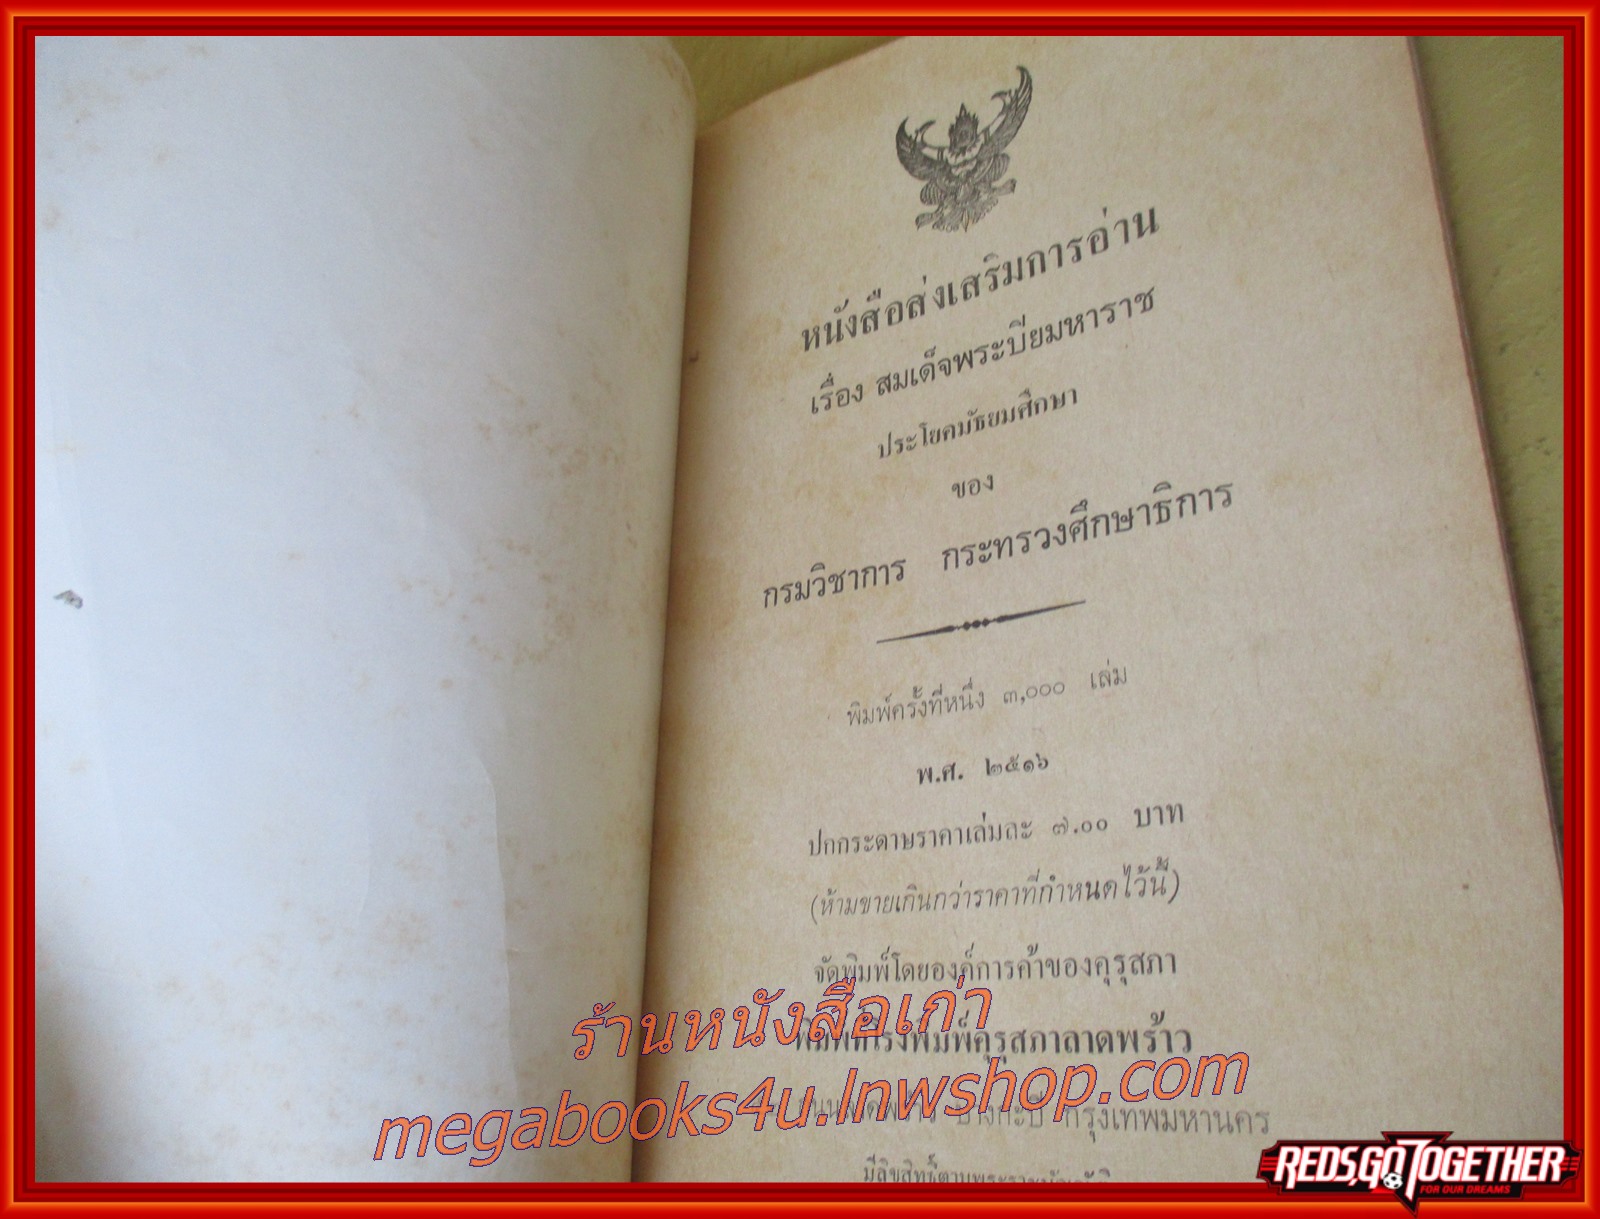 หนังสือส่งเสริมการอ่าน
เรื่อง สมเด็จพระปิยมหาราช
ประโยคมัธยมศึกษา
ของ
กรมวิชาการ กระทรวงศึกษาธิการ
พิมพ์ครั้งที่หนึ่ง ๓,๐๐๐ เล่ม
พ.ศ. ๒๕๑๖
ปกกระดาษราคาเล่มละ ๗.๐๐ บาท
(ห้ามขายเกินกว่าราคาที่กำหนดไว้นี้)
จัดพิมพ์โดยองค์การค้าของคุรุสภา
ร้านหนังสือเก่า
พิมพ์ที่โรงพิมพ์คุรุสภาลาดพร้าว
megabooks4u.lnwshop.com
กรุงเทพมหานคร
REDS,GO TOGETHER
FOR OUR DREAMS